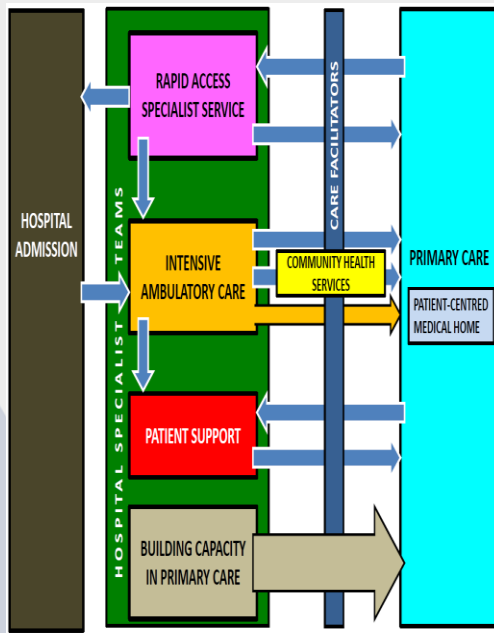 HOSPITAL
ADMISSION
HOSPITAL SPECIALIST TEAMS
RAPID ACCESS
SPECIALIST SERVICE
INTENSIVE
AMBULATORY CARE
PATIENT SUPPORT
BUILDING CAPACITY
IN PRIMARY CARE
CARE FACILITATORS
COMMUNITY HEALTH
SERVICES
PRIMARY CARE
PATIENT-CENTRED
MEDICAL HOME